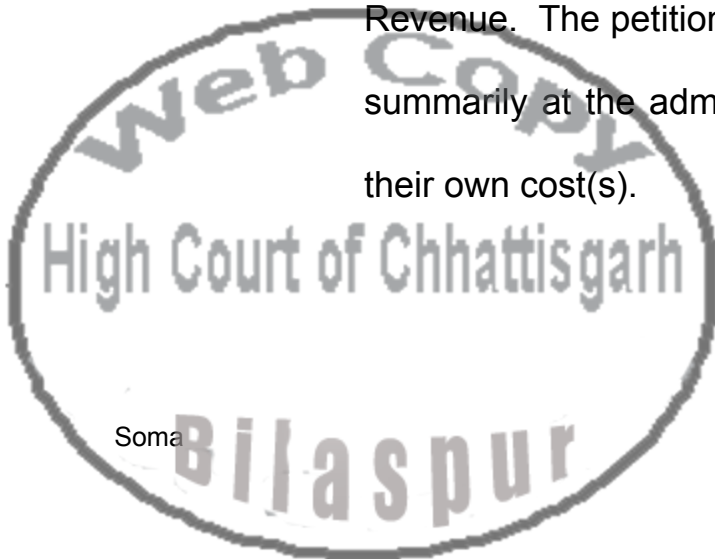 Revenue. The petition
summarily at the adm
their own cost(s).
Web Copy
High Court of Chhattisgarh
Soma
Bilaspur